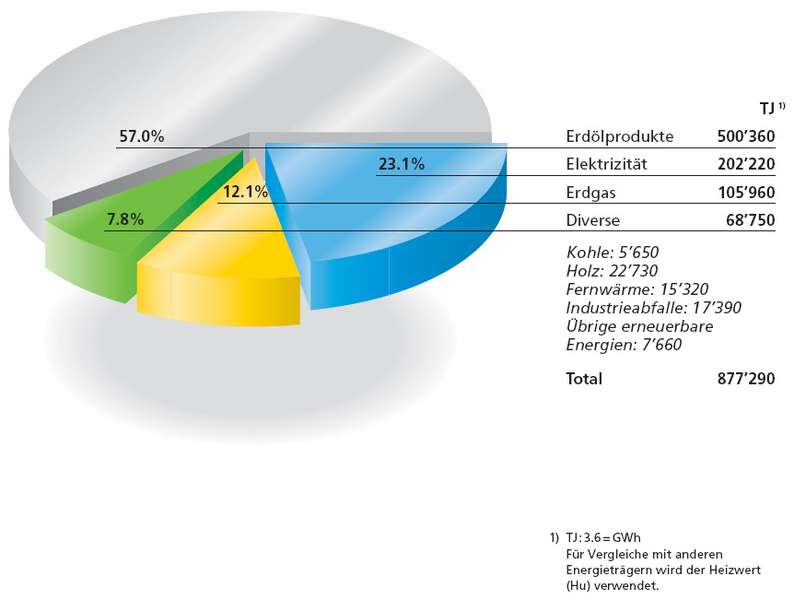 TJ 1)
57.0% Erdölprodukte 500’360
23.1% Elektrizität 202’220
12.1% Erdgas 105’960
7.8% Diverse 68’750
Kohle: 5’650
Holz: 22’730
Fernwärme: 15’320
Industrieabfalle: 17’390
Übrige erneuerbare
Energien: 7’660
Total 877’290
1) TJ: 3.6 = GWh
Für Vergleiche mit anderen
Energieträgern wird der Heizwert
(Hu) verwendet.